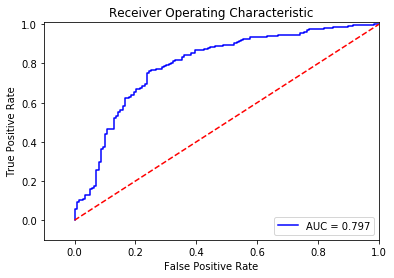 Receiver Operating Characteristic
True Positive Rate
1.0
0.8
0.6
0.4
0.2
0.0
AUC = 0.797
0.0 0.2 0.4 0.6 0.8 1.0
False Positive Rate